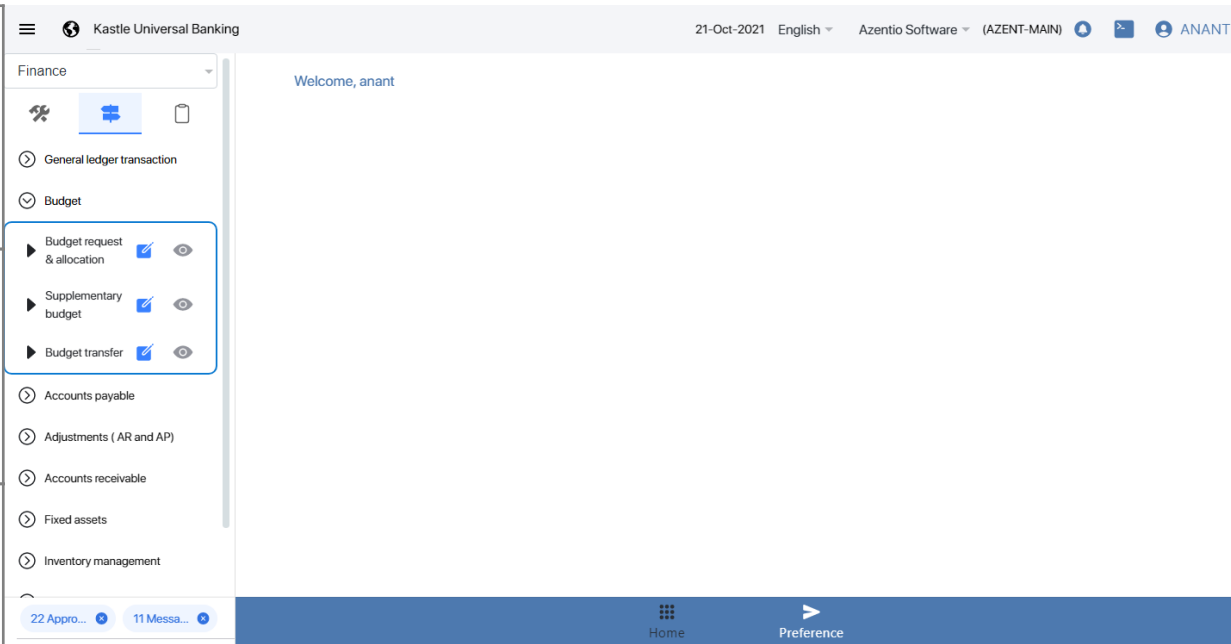 Kastle Universal Banking
21-Oct-2021 English Azentio Software (AZENT-MAIN) ANANT
Finance
Welcome, anant
General ledger transaction
Budget
Budget request
& allocation
Supplementary
budget
Budget transfer
Accounts payable
Adjustments ( AR and AP)
Accounts receivable
Fixed assets
Inventory management
22 Appro... 11 Messa...
Home
Preference